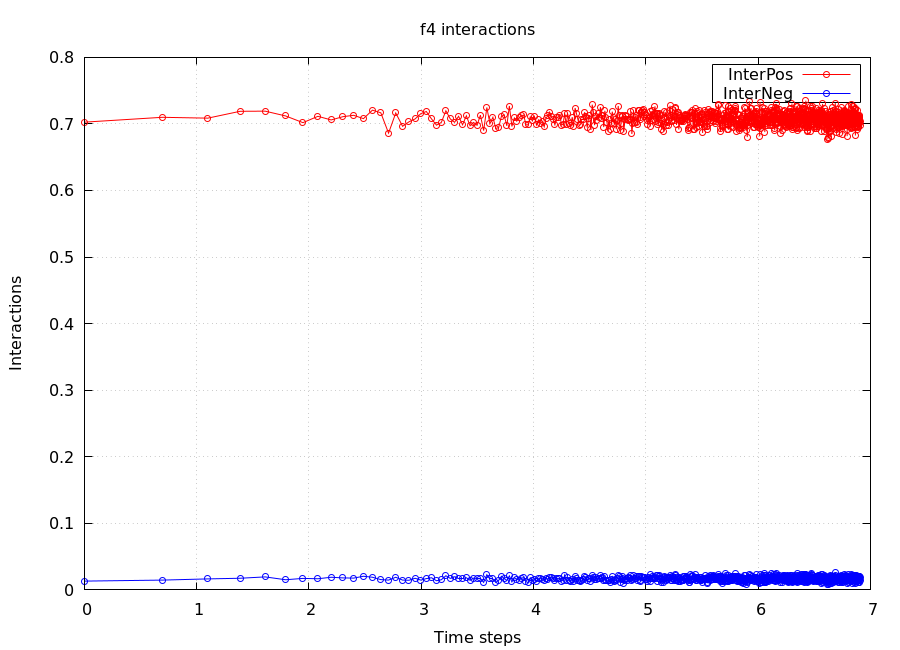 f4 interactions
0.8
0.7
0.6
0.5
0.4
0.3
0.2
0.1
0
InterPos
InterNeg
Interactions
0 1 2 3 4 5 6 7
Time steps